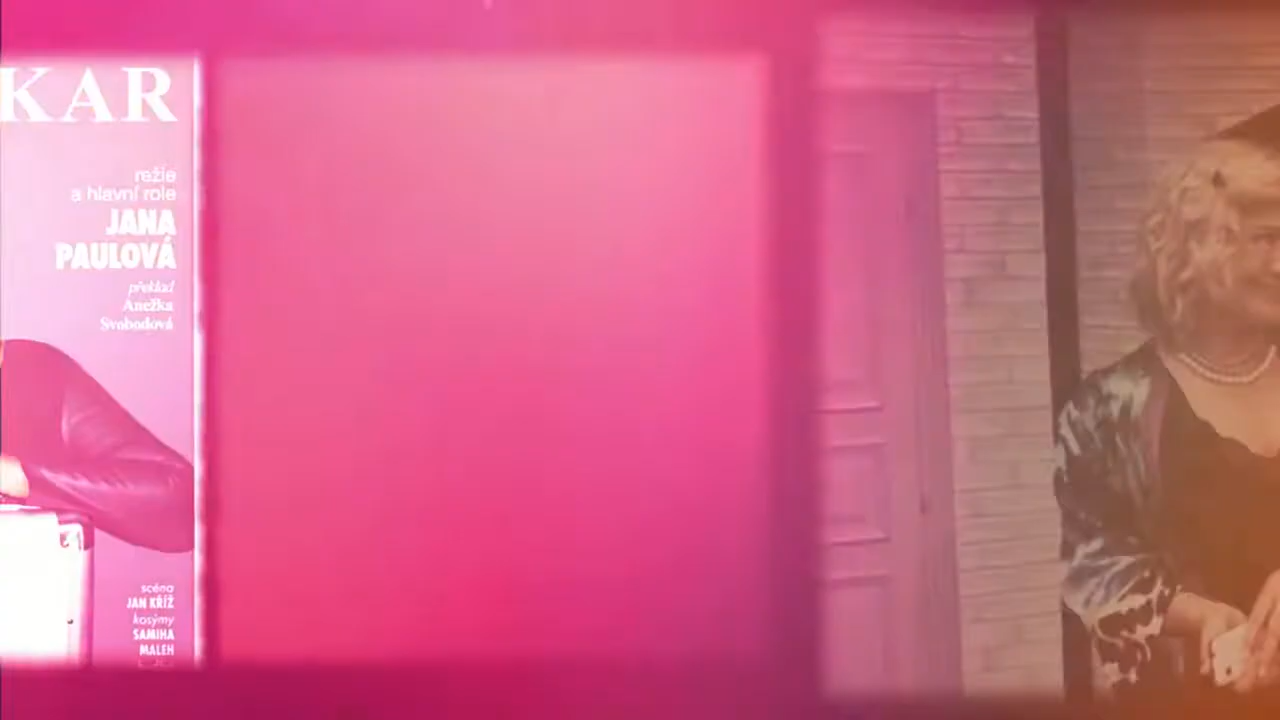 KAR
režie
a hlavní role
JANA
PAULOVÁ
překlad
Anežka
Svobodová
scéna
JAN KŘÍŽ
kostýmy
SAMIHA
MALEH